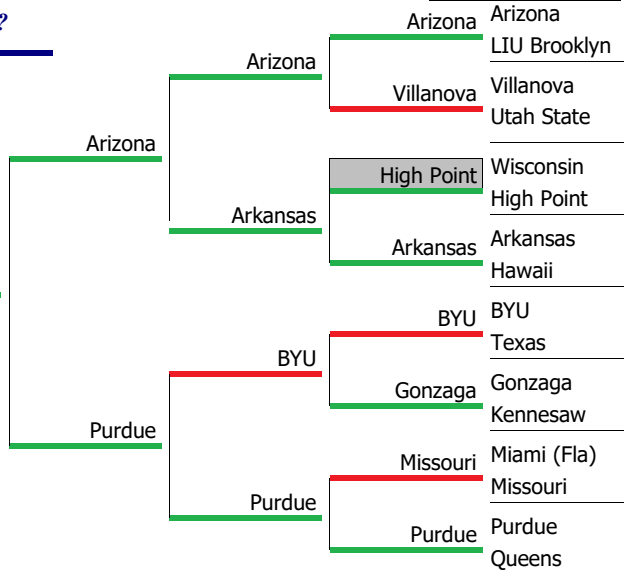 ?
Arizona
Arizona
LIU Brooklyn
Arizona
Villanova
Villanova
Utah State
Arizona
High Point
Wisconsin
High Point
Arkansas
Arkansas
Arkansas
Hawaii
BYU
BYU
Texas
BYU
Gonzaga
Gonzaga
Kennesaw
Purdue
Missouri
Miami (Fla)
Missouri
Purdue
Purdue
Purdue
Queens